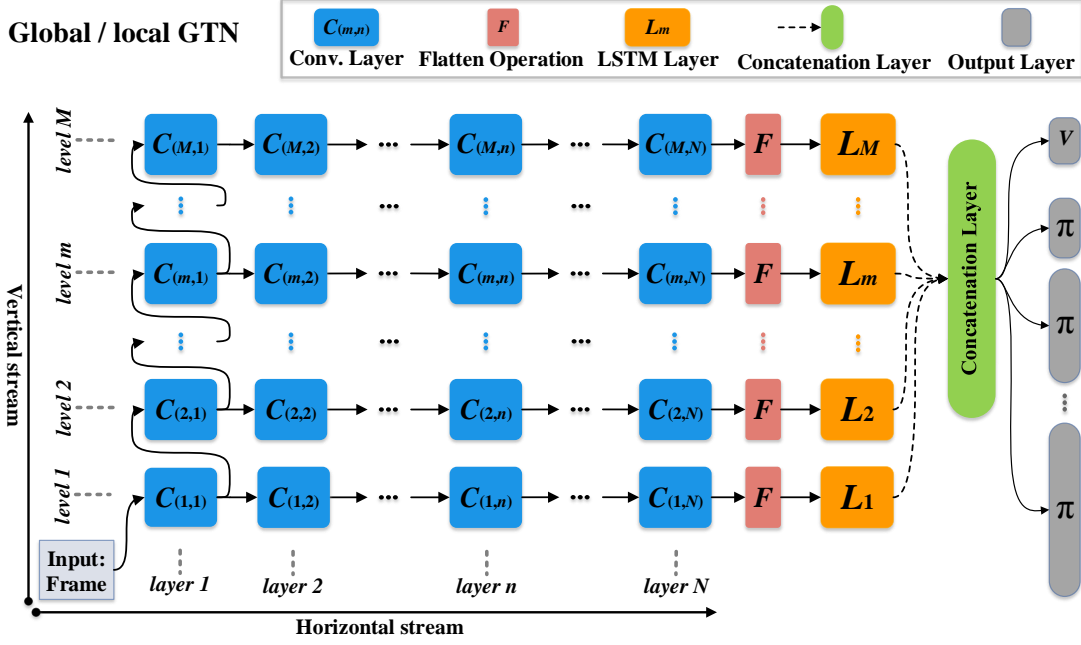 Global / local GTN
C(m,n)
F
Lm
Conv. Layer
Flatten Operation
LSTM Layer
Concatenation Layer
Output Layer
Vertical stream
level M
C(M,1)
C(M,2)
...
C(M,n)
...
C(M,N)
F
LM
...
...
level m
C(m,1)
C(m,2)
...
C(m,n)
...
C(m,N)
F
Lm
...
...
level 2
C(2,1)
C(2,2)
...
C(2,n)
...
C(2,N)
F
L2
level 1
C(1,1)
C(1,2)
...
C(1,n)
...
C(1,N)
F
L1
Concatenation Layer
V
π
π
π
Input:
Frame
layer 1
layer 2
layer n
layer N
Horizontal stream